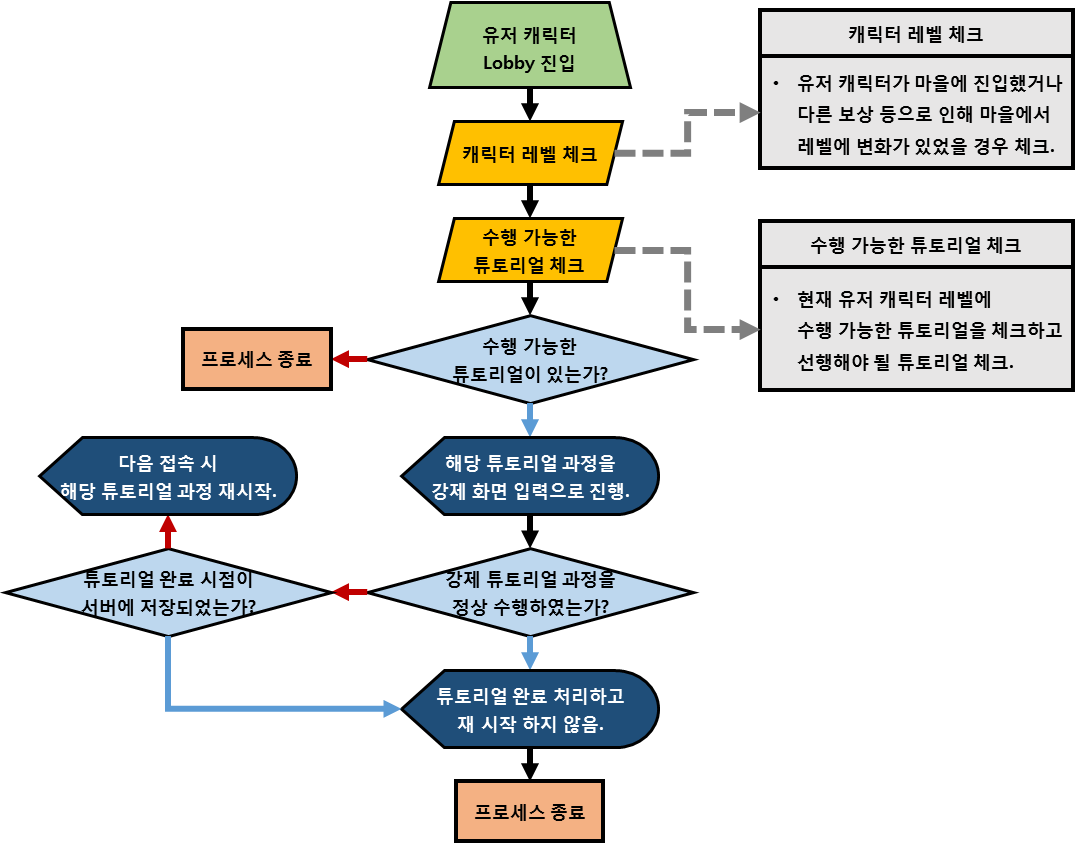 유저 캐릭터
Lobby 진입
캐릭터 레벨 체크
• 유저 캐릭터가 마을에 진입했거나
다른 보상 등으로 인해 마을에서
레벨에 변화가 있었을 경우 체크.
캐릭터 레벨 체크
수행 가능한
튜토리얼 체크
수행 가능한 튜토리얼 체크
• 현재 유저 캐릭터 레벨에
수행 가능한 튜토리얼을 체크하고
선행해야 될 튜토리얼 체크.
수행 가능한
튜토리얼이 있는가?
프로세스 종료
다음 접속 시
해당 튜토리얼 과정 재시작.
해당 튜토리얼 과정을
강제 화면 입력으로 진행.
튜토리얼 완료 시점이
서버에 저장되었는가?
강제 튜토리얼 과정을
정상 수행하였는가?
튜토리얼 완료 처리하고
재 시작 하지 않음.
프로세스 종료